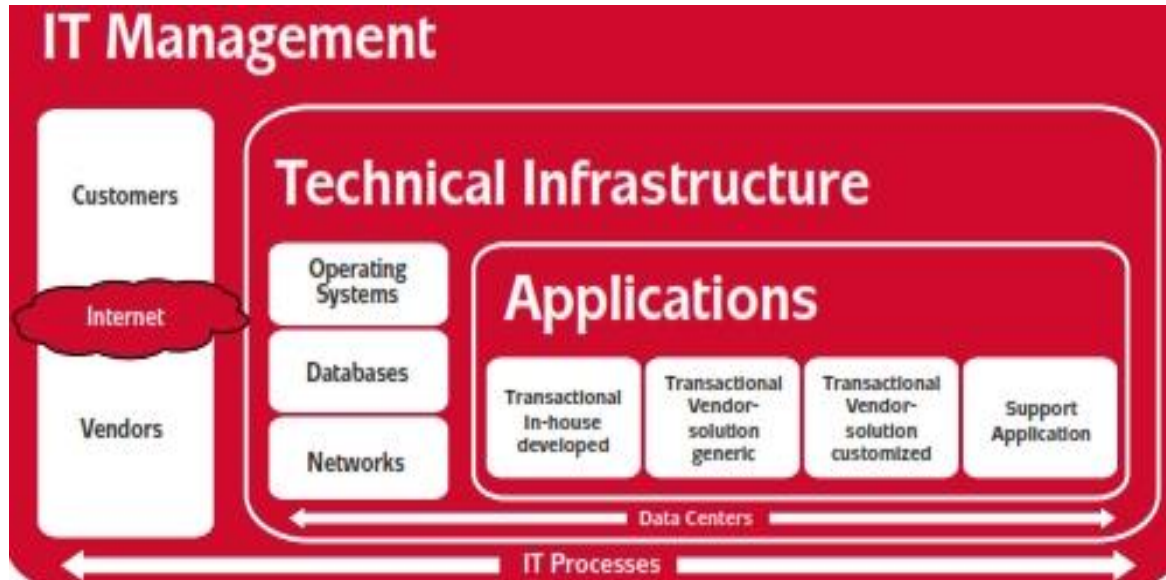 IT Management
Customers
Internet
Vendors
Technical Infrastructure
Operating
Systems
Databases
Networks
Applications
Transactional
In-house
developed
Transactional
Vendor-
solution
generic
Transactional
Vendor-
solution
customized
Support
Application
Data Centers
IT Processes